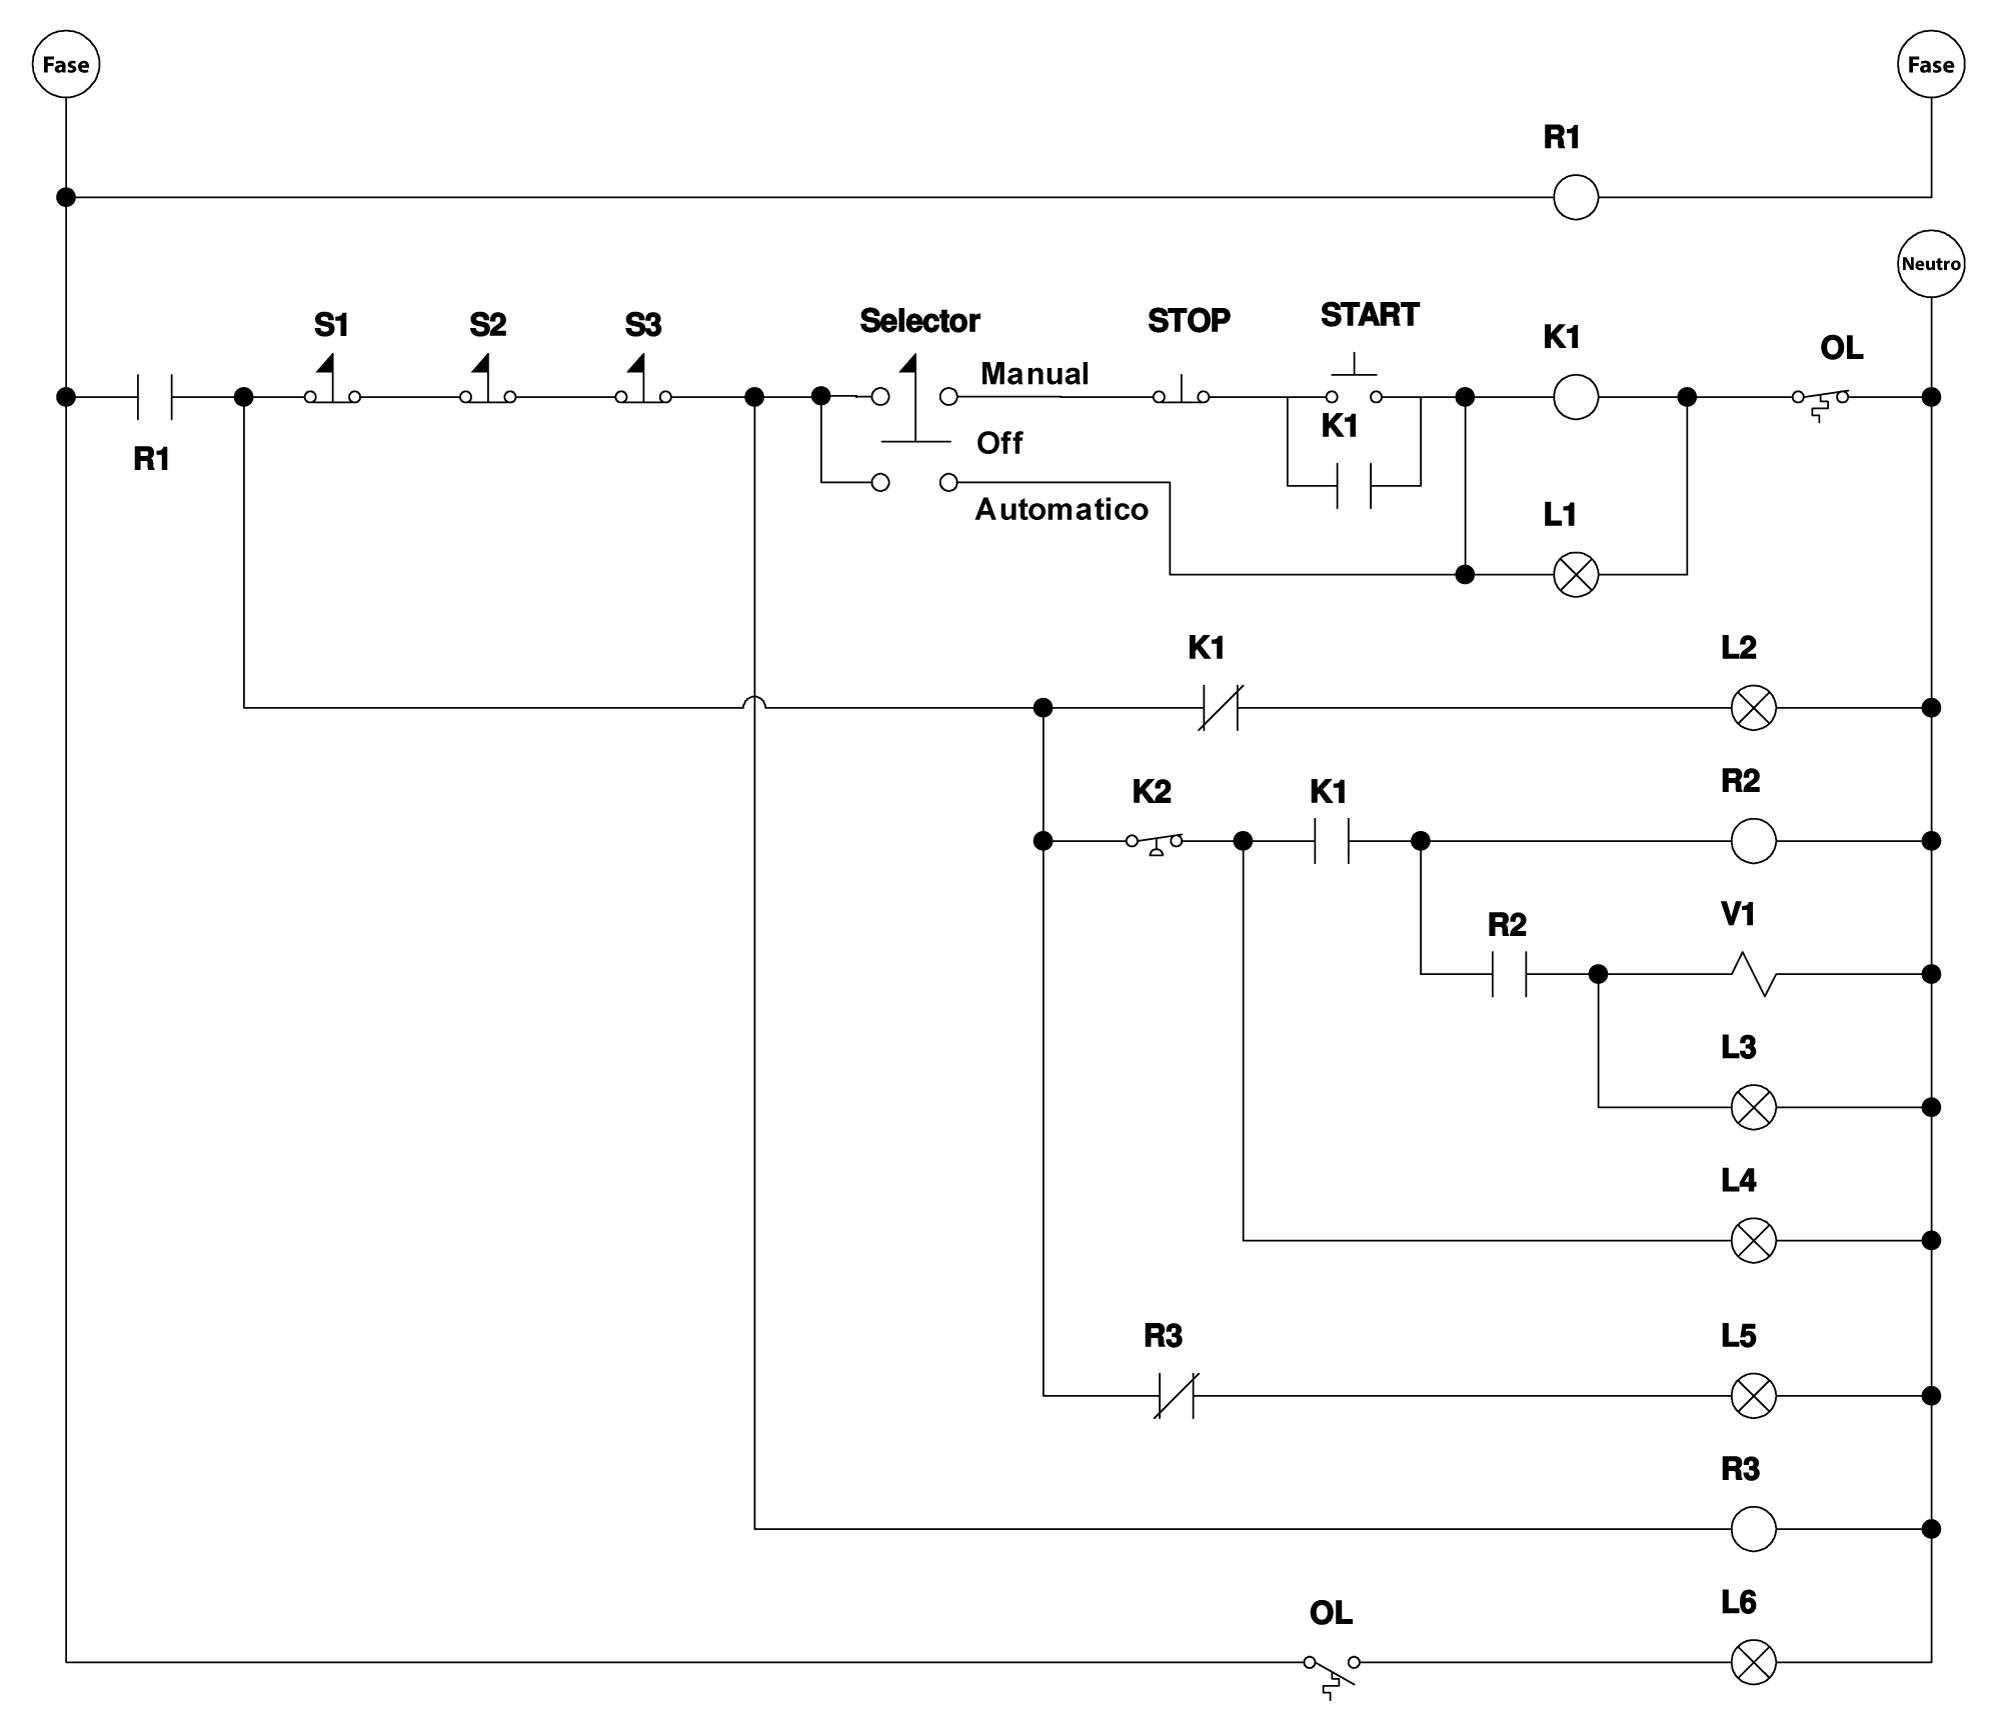 Fase
Fase
R1
Neutro
S1
S2
S3
Selector
STOP
START
K1
OL
Manual
K1
Off
R1
Automatico
L1
K1
L2
K2
K1
R2
R2
V1
L3
L4
R3
L5
R3
OL
L6